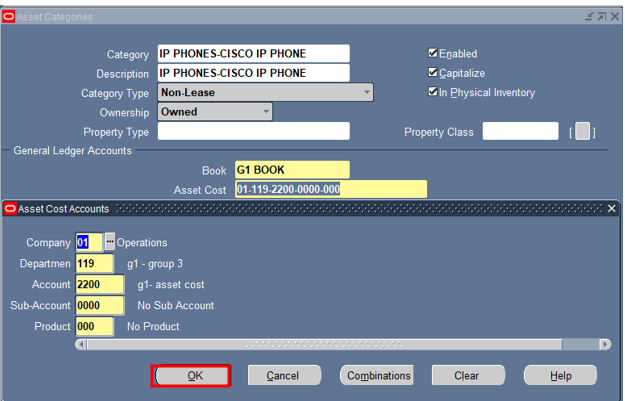 Asset Categories
Category IP PHONES-CISCO IP PHONE Enabled
Description IP PHONES-CISCO IP PHONE Capitalize
Category Type Non-Lease In Physical Inventory
Ownership Owned
Property Type Property Class [ ]
General Ledger Accounts
Book G1 BOOK
Asset Cost 01-119-2200-0000-000
Asset Cost Accounts
Company 01 ... Operations
Departmen 119 g1 - group 3
Account 2200 g1- asset cost
Sub-Account 0000 No Sub Account
Product 000 No Product
OK Cancel Combinations Clear Help